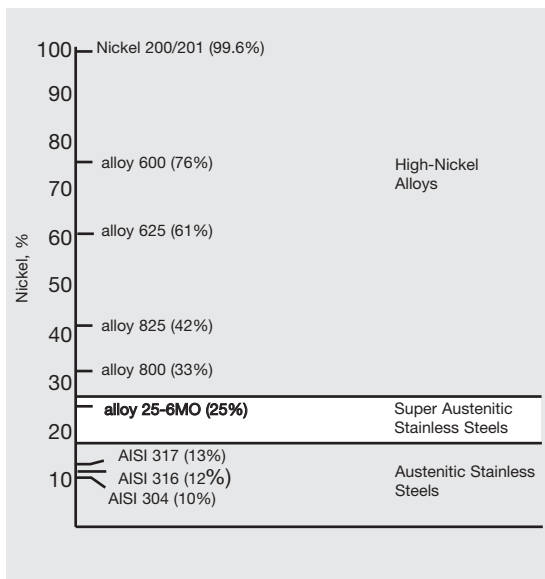 100
Nickel 200/201 (99.6%)
90
80
alloy 600 (76%)
High-Nickel
Alloys
70
alloy 625 (61%)
60
Nickel, %
50
alloy 825 (42%)
40
alloy 800 (33%)
30
alloy 25-6MO (25%)
Super Austenitic
Stainless Steels
20
AISI 317 (13%)
AISI 316 (12%)
Austenitic Stainless
Steels
10
AISI 304 (10%)